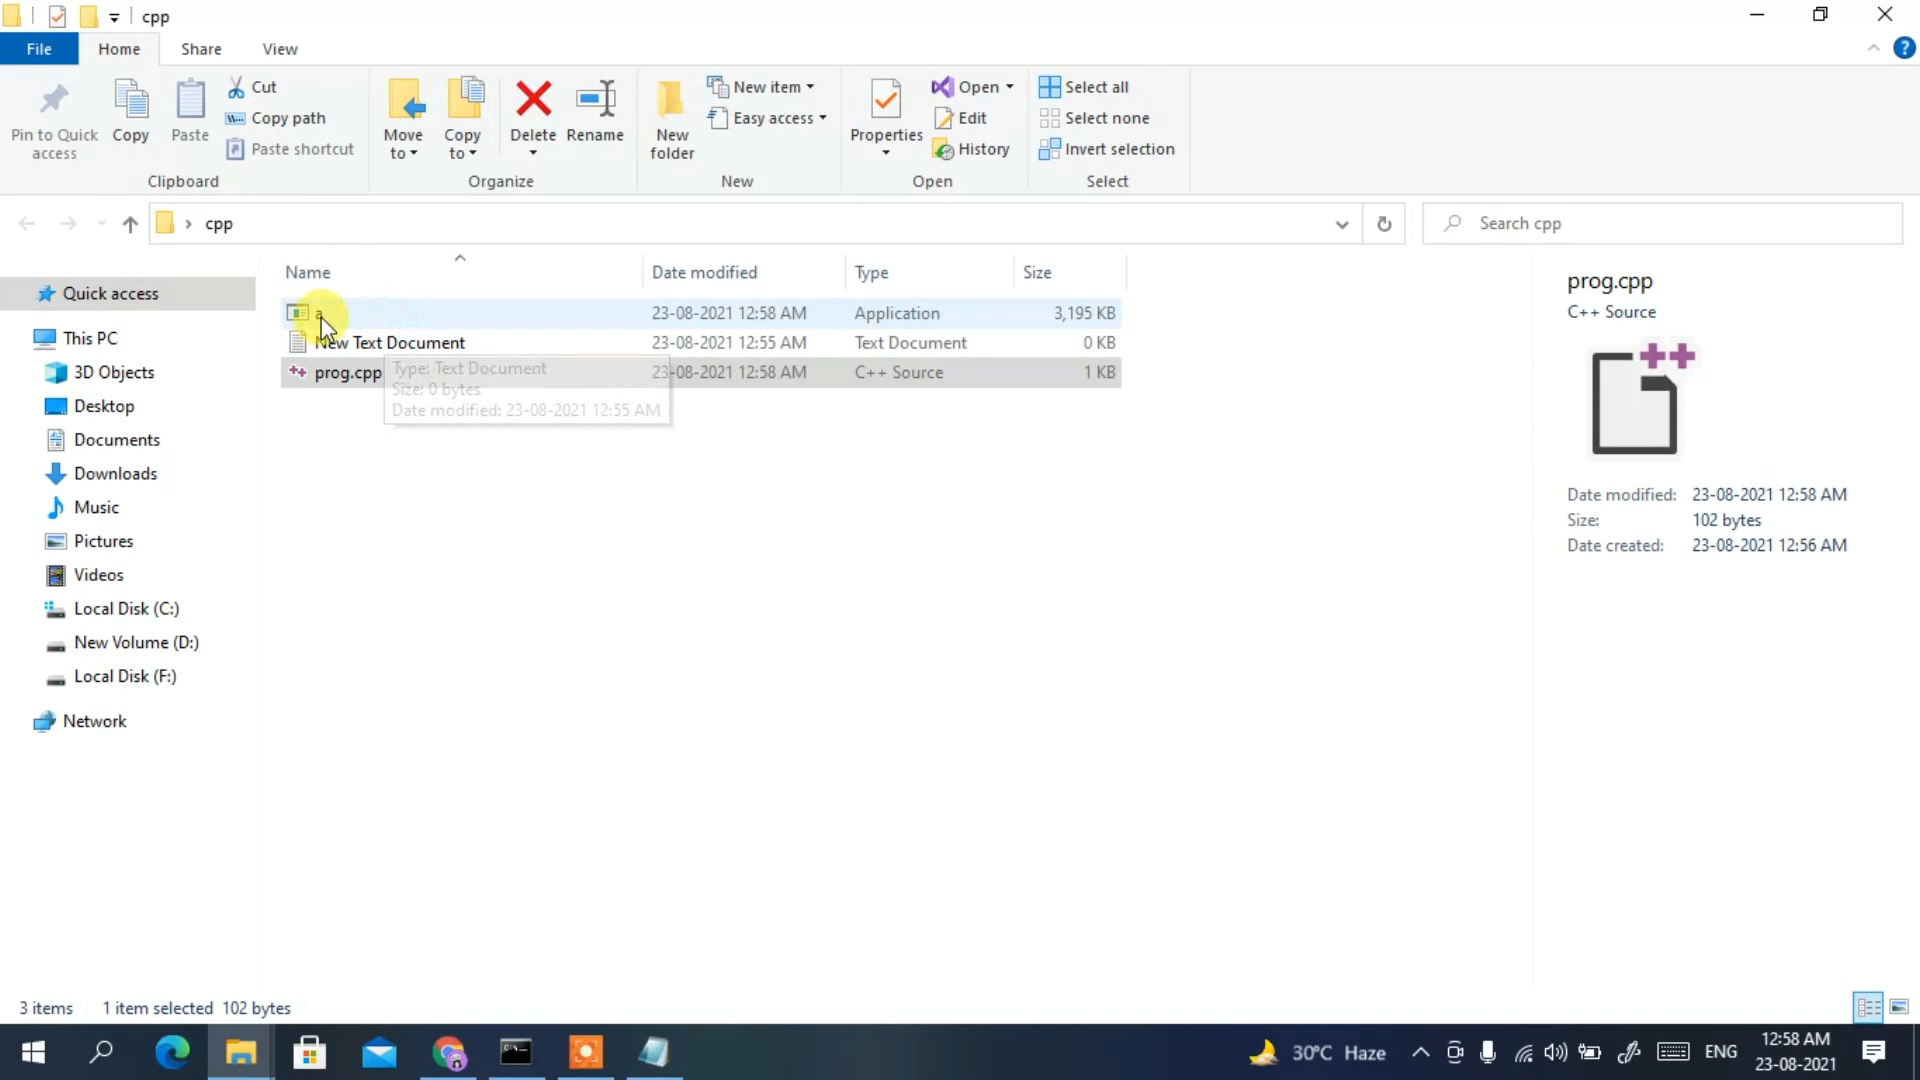 cpp
File Home Share View
Pin to Quick access
Copy
Paste
Cut
Copy path
Paste shortcut
Clipboard
Move to
Copy to
Delete
Rename
Organize
New folder
New item
Easy access
New
Properties
Open
Edit
History
Open
Select all
Select none
Invert selection
Select
cpp
Search cpp
Quick access
This PC
3D Objects
Desktop
Documents
Downloads
Music
Pictures
Videos
Local Disk (C:)
New Volume (D:)
Local Disk (F:)
Network
Name Date modified Type Size
a 23-08-2021 12:58 AM Application 3,195 KB
New Text Document 23-08-2021 12:55 AM Text Document 0 KB
prog.cpp 23-08-2021 12:58 AM C++ Source 1 KB
Type: Text Document
Size: 0 bytes
Date modified: 23-08-2021 12:55 AM
prog.cpp
C++ Source
Date modified: 23-08-2021 12:58 AM
Size: 102 bytes
Date created: 23-08-2021 12:56 AM
3 items 1 item selected 102 bytes
30°C Haze
ENG
12:58 AM
23-08-2021